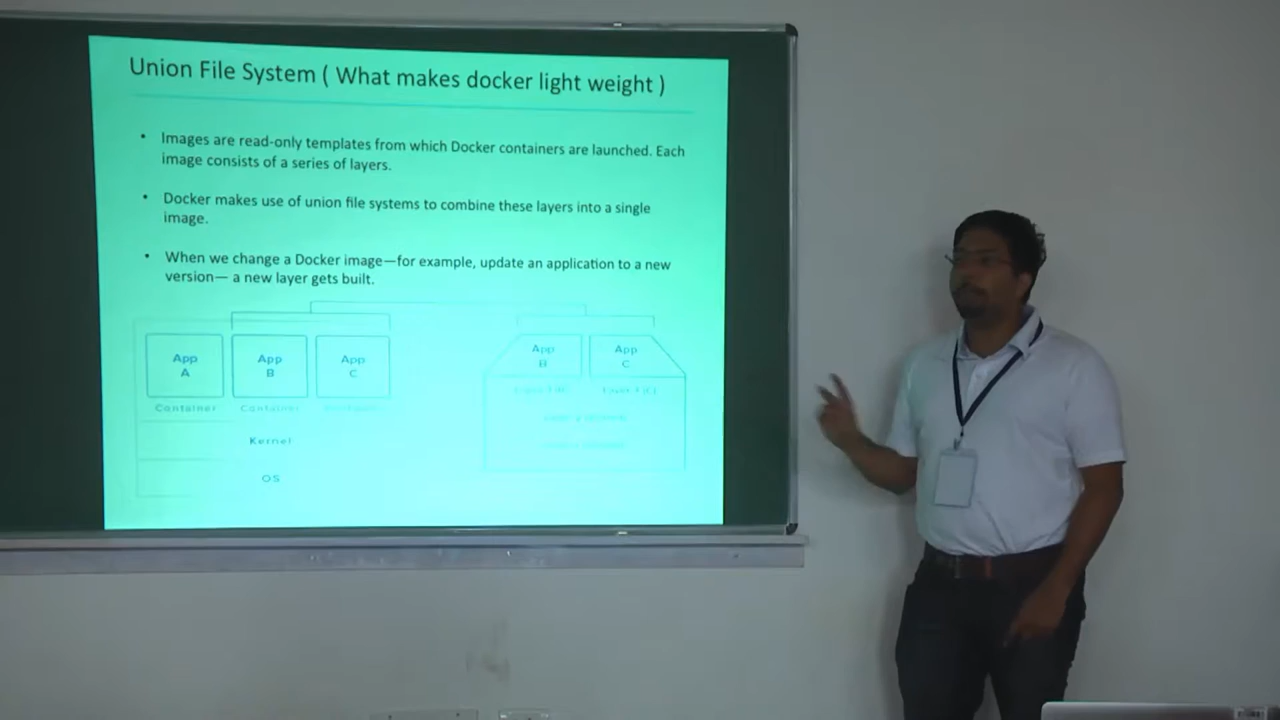 Union File System ( What makes docker light weight )
• Images are read-only templates from which Docker containers are launched. Each
image consists of a series of layers.
• Docker makes use of union file systems to combine these layers into a single
image.
• When we change a Docker image—for example, update an application to a new
version— a new layer gets built.
App
A
App
B
App
C
Container
Container
Kernel
OS
App
B
App
C